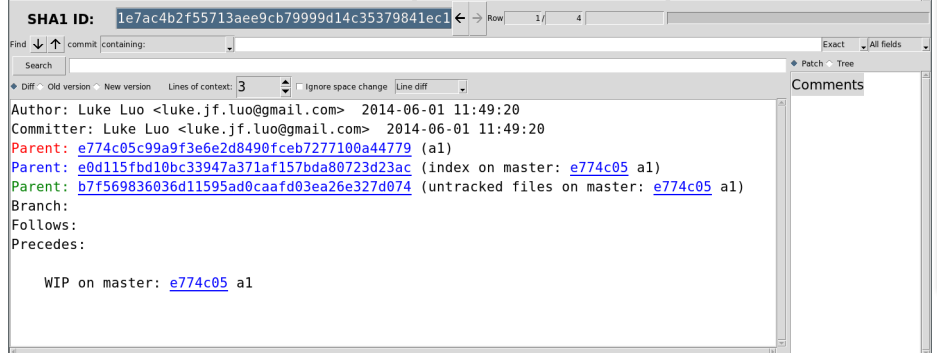 SHA1 ID: 1e7ac4b2f55713aee9cb79999d14c35379841ec1 ← → Row 1/ 4
Find ↓ ↑ commit containing: Exact All fields
Search
Patch Tree
Diff Old version New version Lines of context: 3 Ignore space change Line diff
Comments
Author: Luke Luo <luke.jf.luo@gmail.com> 2014-06-01 11:49:20
Committer: Luke Luo <luke.jf.luo@gmail.com> 2014-06-01 11:49:20
Parent: e774c05c99a9f3e6e2d8490fceb7277100a44779 (a1)
Parent: e0d115fbd10bc33947a371af157bda80723d23ac (index on master: e774c05 a1)
Parent: b7f569836036d11595ad0caafd03ea26e327d074 (untracked files on master: e774c05 a1)
Branch:
Follows:
Precedes:
WIP on master: e774c05 a1